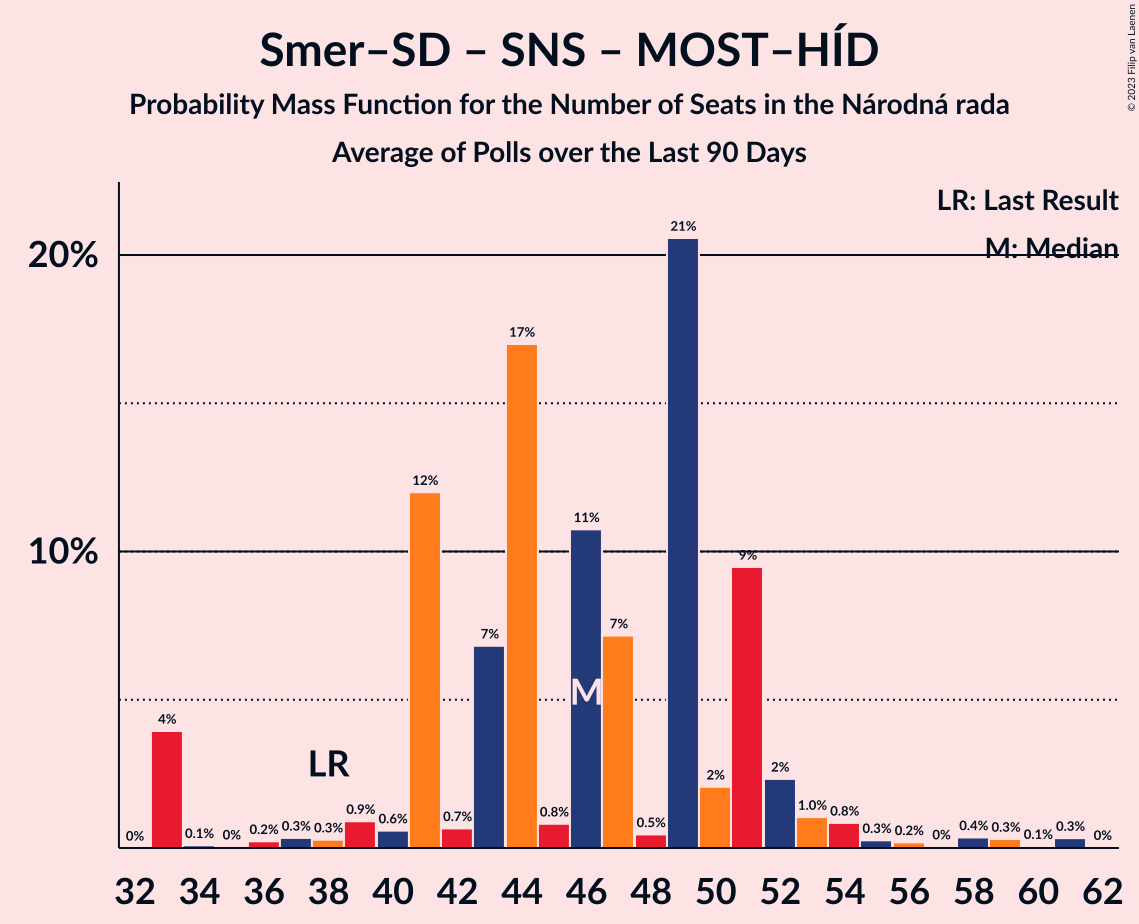 Smer–SD – SNS – MOST–HÍD
Probability Mass Function for the Number of Seats in the Národná rada
Average of Polls over the Last 90 Days
© 2023 Filip van Laenen
LR: Last Result
M: Median
20%
10%
21%
17%
12%
11%
9%
7%
7%
4%
LR
M
0% 0.1% 0% 0.2% 0.3% 0.3% 0.9% 0.6% 0.7% 0.8% 0.5% 2% 2% 1.0% 0.8% 0.3% 0.2% 0% 0.4% 0.3% 0.1% 0.3% 0%
32 34 36 38 40 42 44 46 48 50 52 54 56 58 60 62